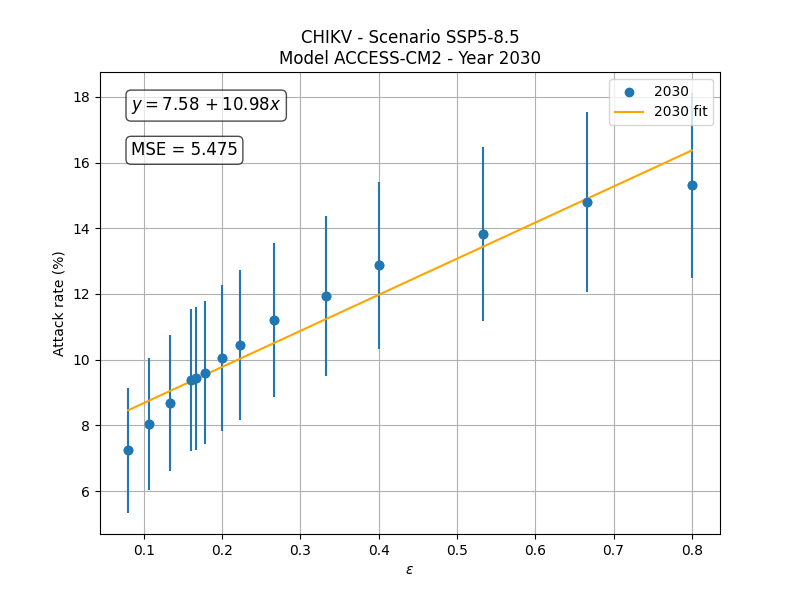 CHIKV - Scenario SSP5-8.5
Model ACCESS-CM2 - Year 2030
y = 7.58 + 10.98x
MSE = 5.475
2030
2030 fit
Attack rate (%)
18
16
14
12
10
8
6
0.1 0.2 0.3 0.4 0.5 0.6 0.7 0.8
ε